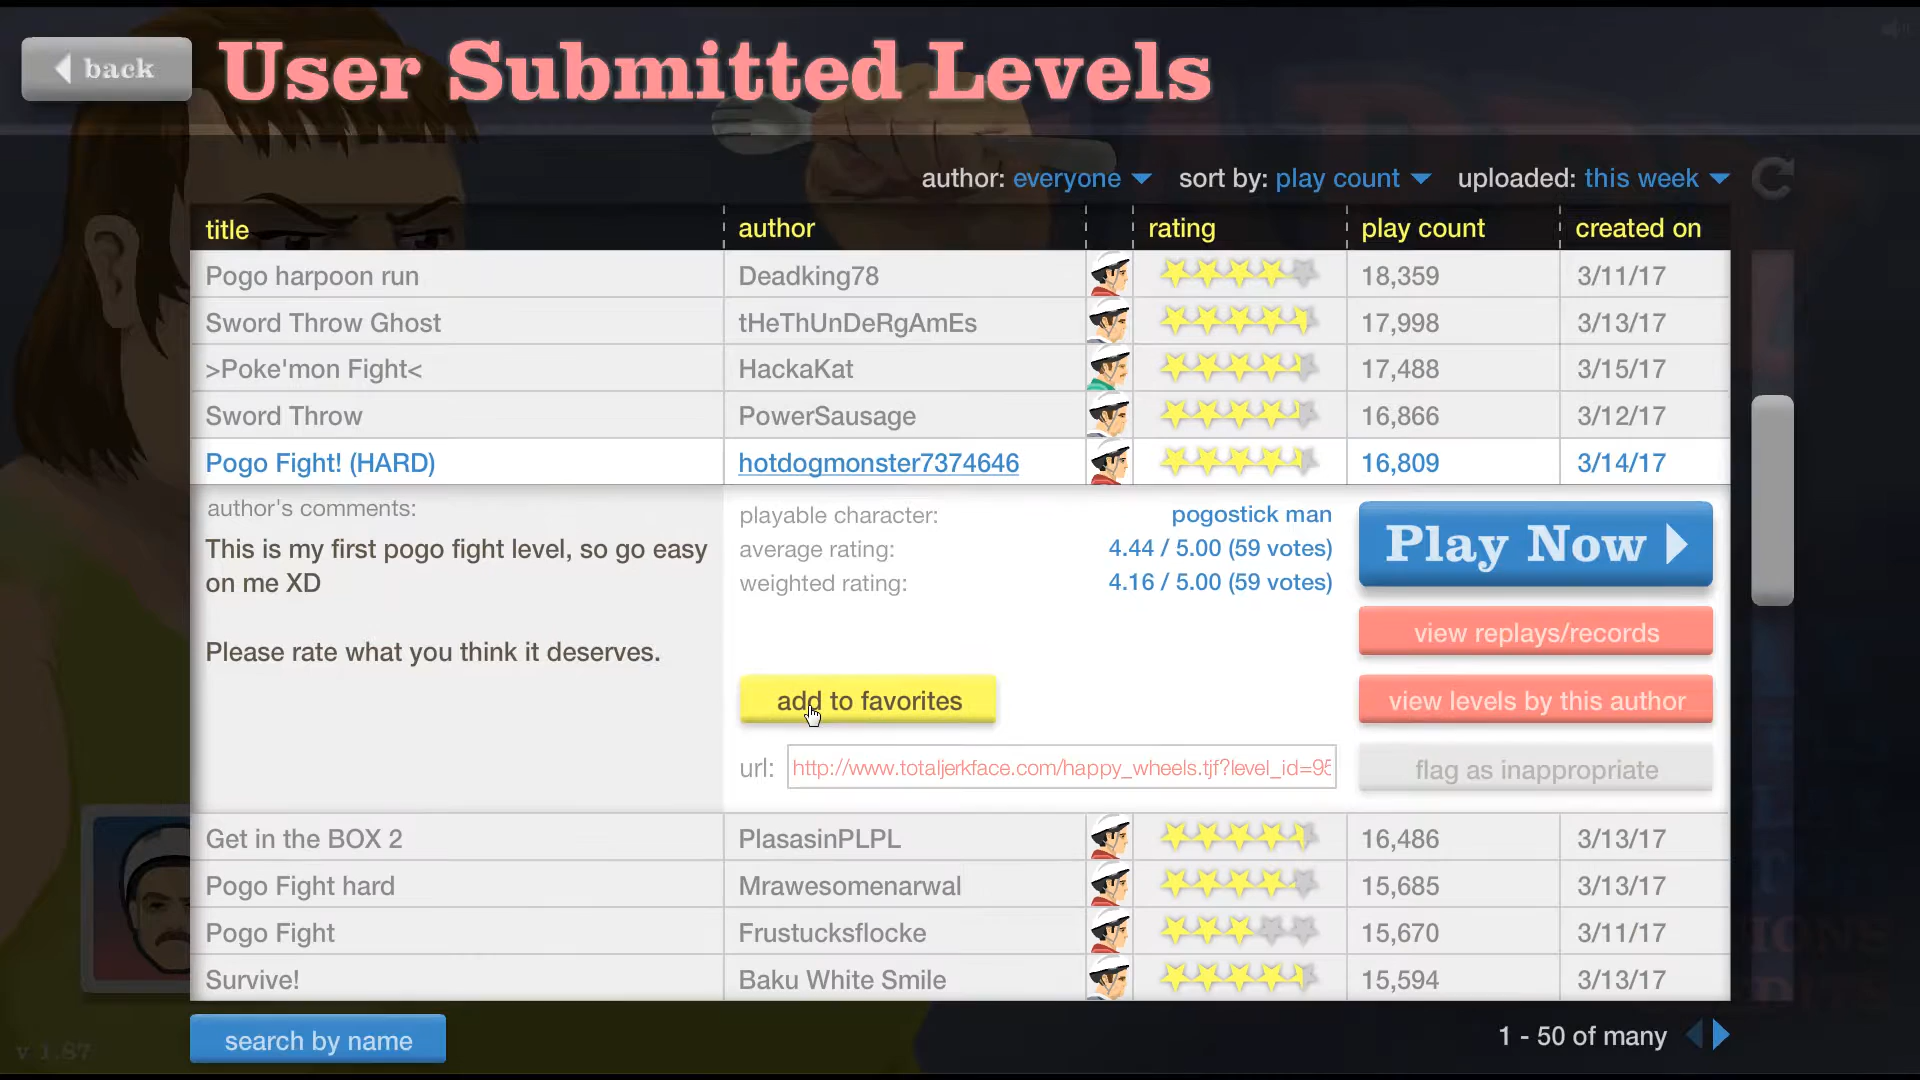 back
User Submitted Levels
author: everyone sort by: play count uploaded: this week
title author rating play count created on
Pogo harpoon run Deadking78 18,359 3/11/17
Sword Throw Ghost tHeThUnDeRgAmEs 17,998 3/13/17
>Poke'mon Fight< HackaKat 17,488 3/15/17
Sword Throw PowerSausage 16,866 3/12/17
Pogo Fight! (HARD) hotdogmonster7374646 16,809 3/14/17
author's comments:
This is my first pogo fight level, so go easy
on me XD
Please rate what you think it deserves.
playable character: pogostick man
average rating: 4.44 / 5.00 (59 votes)
weighted rating: 4.16 / 5.00 (59 votes)
add to favorites
url: http://www.totaljerkface.com/happy_wheels.tjf?level_id=95
Play Now
view replays/records
view levels by this author
flag as inappropriate
Get in the BOX 2 PlasasinPLPL 16,486 3/13/17
Pogo Fight hard Mrawesomenarwal 15,685 3/13/17
Pogo Fight Frustucksflocke 15,670 3/11/17
Survive! Baku White Smile 15,594 3/13/17
search by name
1 - 50 of many
v 1.87